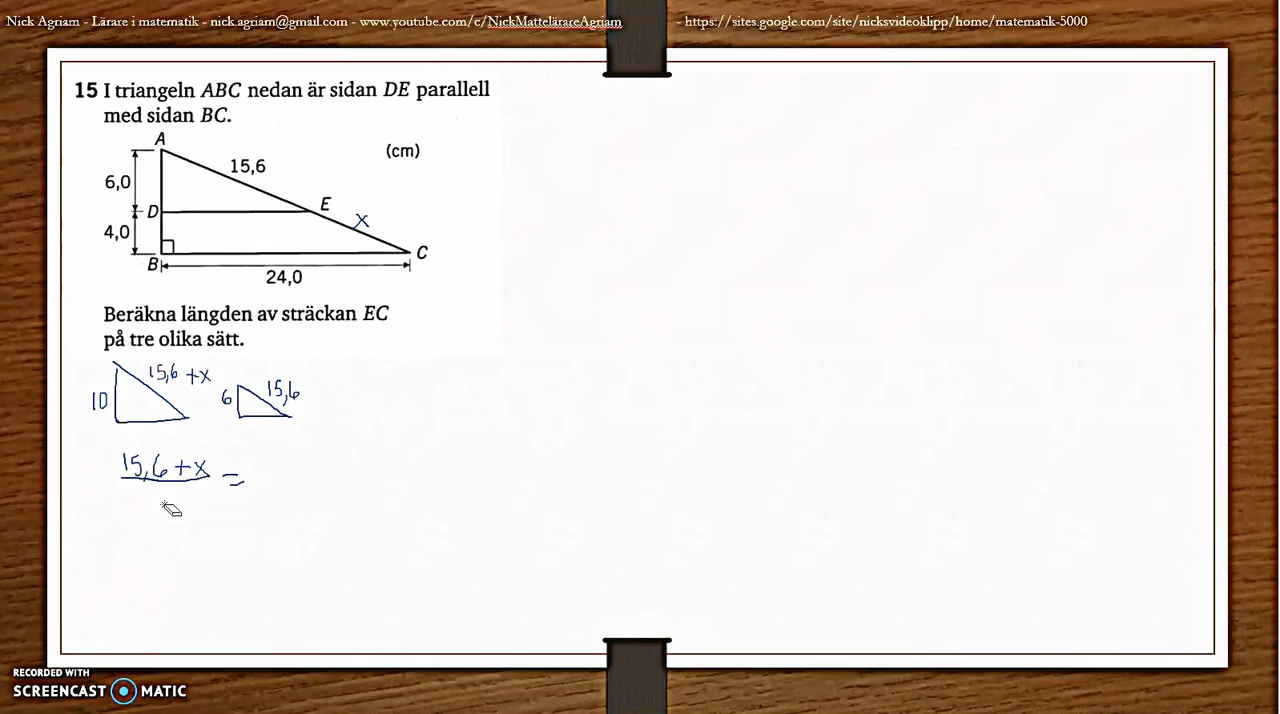 Nick Agriam - Lärare i matematik - nick.agriam@gmail.com - www.youtube.com/c/NickMattelärareAgriam - https://sites.google.com/site/nicksvideoklipp/home/matematik-5000
15 I triangeln ABC nedan är sidan DE parallell
med sidan BC.
A
(cm)
15,6
6,0
E
D
x
4,0
C
B
24,0
Beräkna längden av sträckan EC
på tre olika sätt.
15,6 + x
15,6
10
6
15,6 + x =
RECORDED WITH
SCREENCAST MATIC